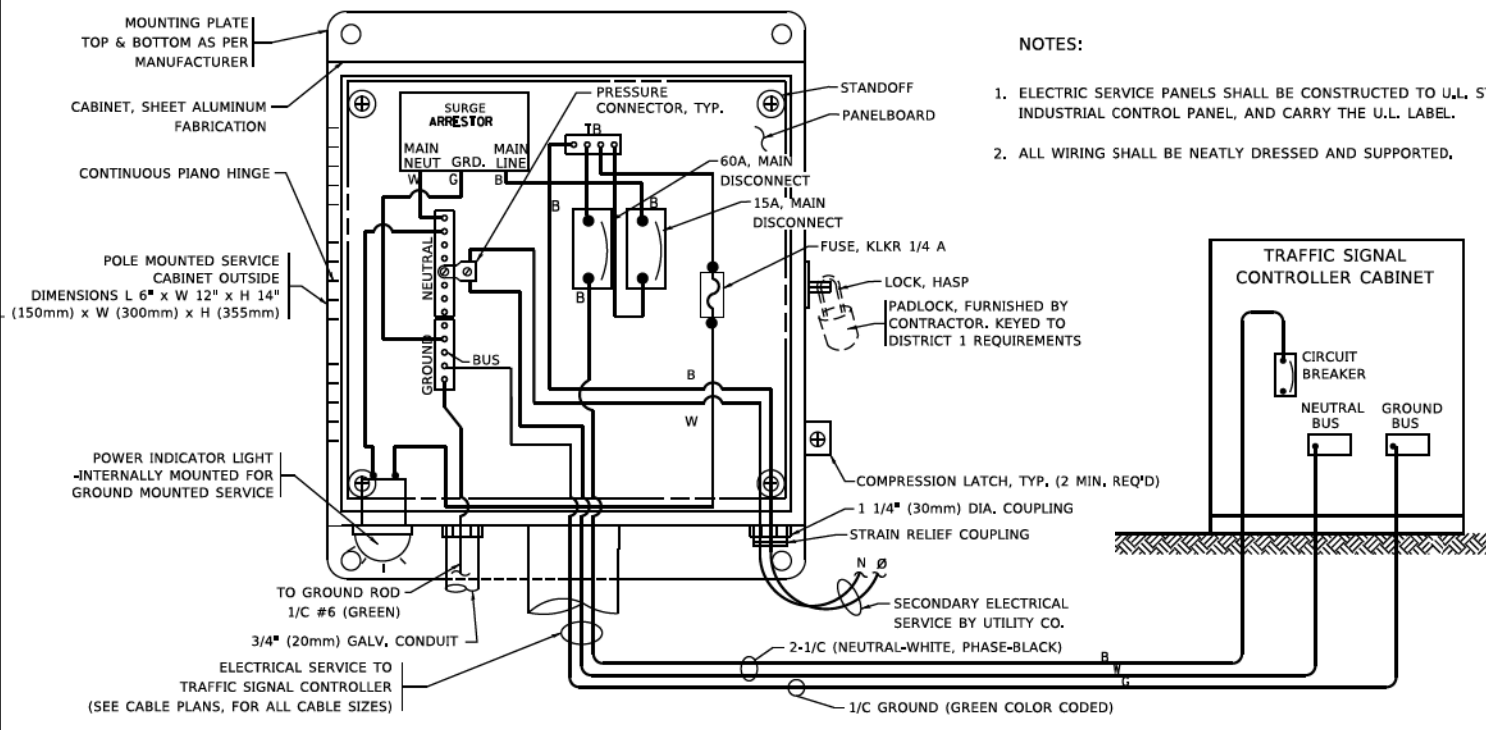 MOUNTING PLATE
TOP & BOTTOM AS PER
MANUFACTURER
CABINET, SHEET ALUMINUM
FABRICATION
CONTINUOUS PIANO HINGE
POLE MOUNTED SERVICE
CABINET OUTSIDE
DIMENSIONS L 6" x W 12" x H 14"
(150mm) x W (300mm) x H (355mm)
POWER INDICATOR LIGHT
-INTERNALLY MOUNTED FOR
GROUND MOUNTED SERVICE
TO GROUND ROD
1/C #6 (GREEN)
3/4" (20mm) GALV. CONDUIT
ELECTRICAL SERVICE TO
TRAFFIC SIGNAL CONTROLLER
(SEE CABLE PLANS, FOR ALL CABLE SIZES)
SURGE
ARRESTOR
MAIN
NEUT
GRD.
MAIN
LINE
W
G
B
PRESSURE
CONNECTOR, TYP.
TB
NEUTRAL
GROUND
BUS
B
B
B
B
W
STANDOFF
PANELBOARD
60A, MAIN
DISCONNECT
15A, MAIN
DISCONNECT
FUSE, KLKR 1/4 A
LOCK, HASP
PADLOCK, FURNISHED BY
CONTRACTOR. KEYED TO
DISTRICT 1 REQUIREMENTS
COMPRESSION LATCH, TYP. (2 MIN. REQ'D)
1 1/4" (30mm) DIA. COUPLING
STRAIN RELIEF COUPLING
N Ø
SECONDARY ELECTRICAL
SERVICE BY UTILITY CO.
2-1/C (NEUTRAL-WHITE, PHASE-BLACK)
B
W
G
1/C GROUND (GREEN COLOR CODED)
NOTES:
1. ELECTRIC SERVICE PANELS SHALL BE CONSTRUCTED TO U.L. S
INDUSTRIAL CONTROL PANEL, AND CARRY THE U.L. LABEL.
2. ALL WIRING SHALL BE NEATLY DRESSED AND SUPPORTED.
TRAFFIC SIGNAL
CONTROLLER CABINET
CIRCUIT
BREAKER
NEUTRAL
BUS
GROUND
BUS